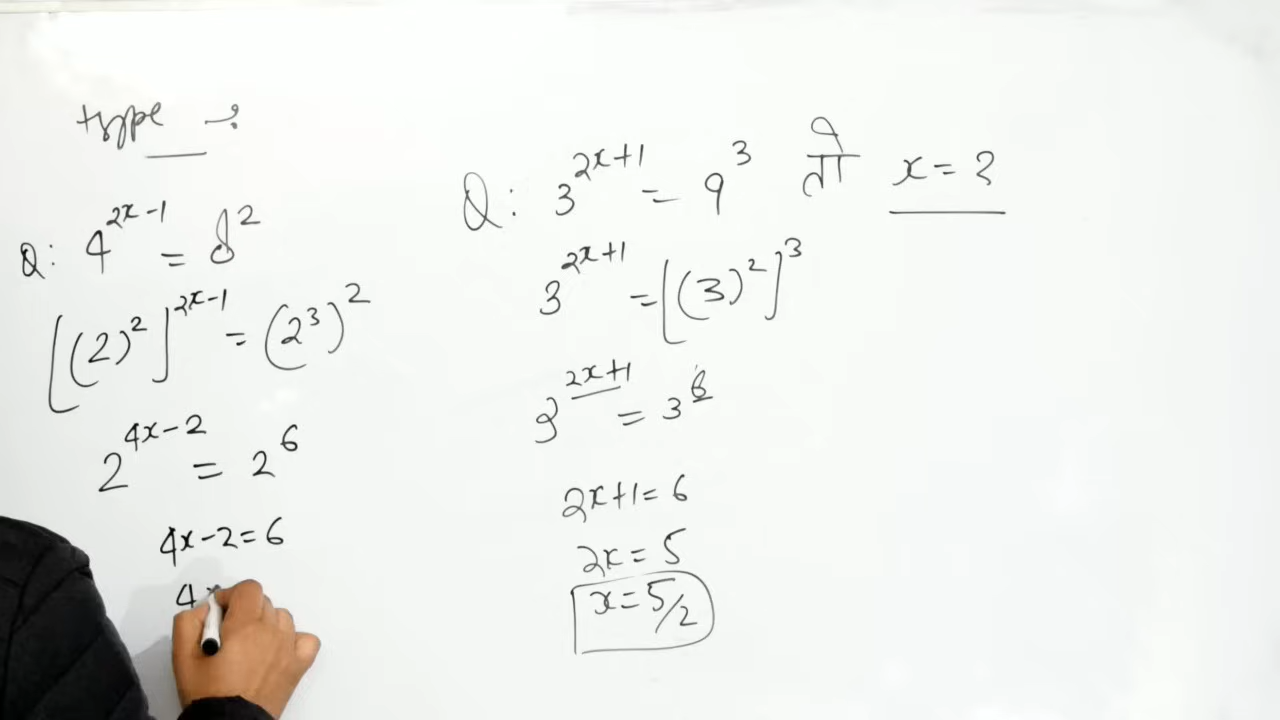 type →:
Q: 4^{2x-1} = 8^2
[(2)^2]^{2x-1} = (2^3)^2
2^{4x-2} = 2^6
4x-2=6
4x
Q: 3^{2x+1} = 9^3 तो x = ?
3^{2x+1} = [(3)^2]^3
3^{2x+1} = 3^6
2x+1=6
2x=5
x=5/2